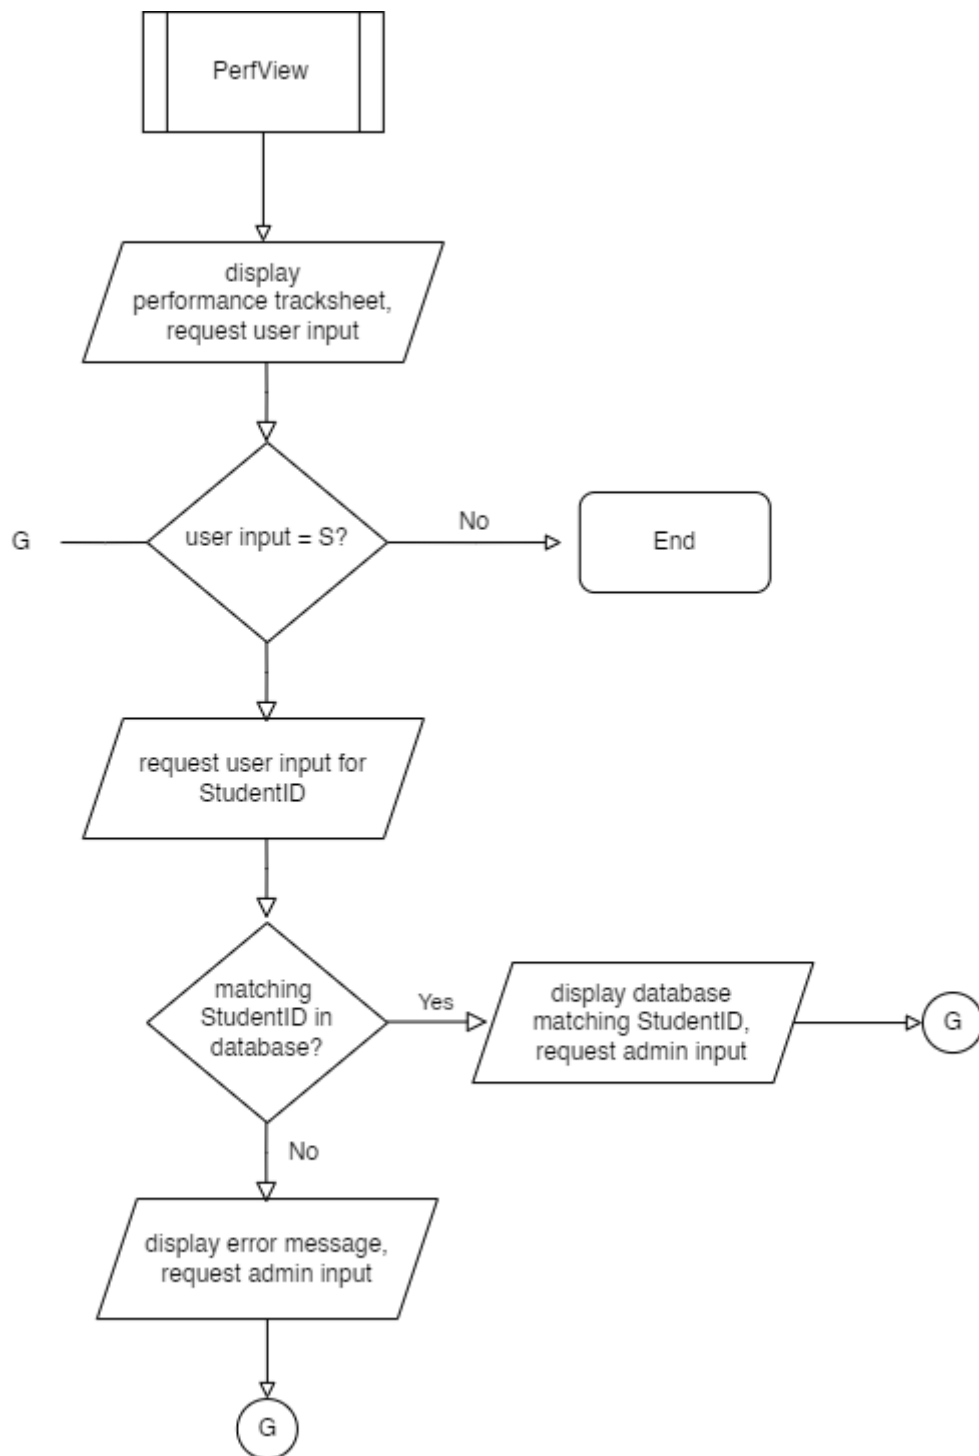 PerfView
display
performance tracksheet,
request user input
G
user input = S?
No
End
request user input for
StudentID
matching
StudentID in
database?
Yes
display database
matching StudentID,
request admin input
G
No
display error message,
request admin input
G